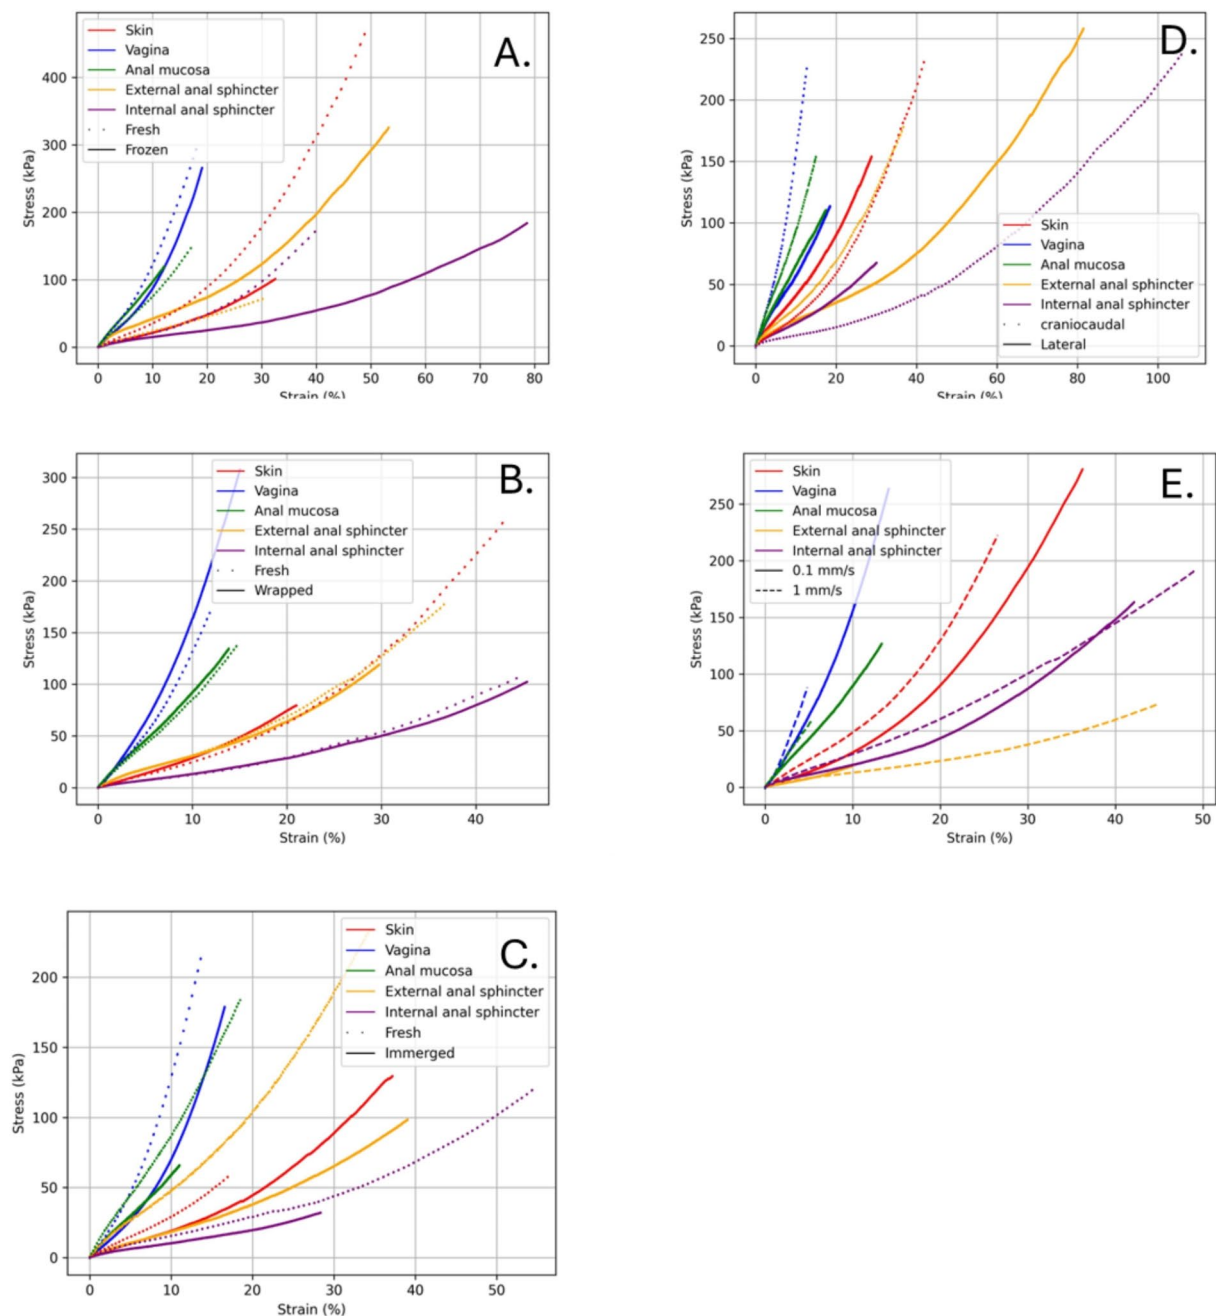 A.
Skin
Vagina
Anal mucosa
External anal sphincter
Internal anal sphincter
Fresh
Frozen
Stress (kPa)
400
300
200
100
0
0 10 20 30 40 50 60 70 80
Strain (%)
D.
Stress (kPa)
250
200
150
100
50
0
Skin
Vagina
Anal mucosa
External anal sphincter
Internal anal sphincter
craniocaudal
Lateral
0 20 40 60 80 100
Strain (%)
B.
Skin
Vagina
Anal mucosa
External anal sphincter
Internal anal sphincter
Fresh
Wrapped
Stress (kPa)
300
250
200
150
100
50
0
0 10 20 30 40
Strain (%)
E.
Skin
Vagina
Anal mucosa
External anal sphincter
Internal anal sphincter
0.1 mm/s
1 mm/s
Stress (kPa)
250
200
150
100
50
0
0 10 20 30 40 50
Strain (%)
C.
Skin
Vagina
Anal mucosa
External anal sphincter
Internal anal sphincter
Fresh
Immerged
Stress (kPa)
200
150
100
50
0
0 10 20 30 40 50
Strain (%)